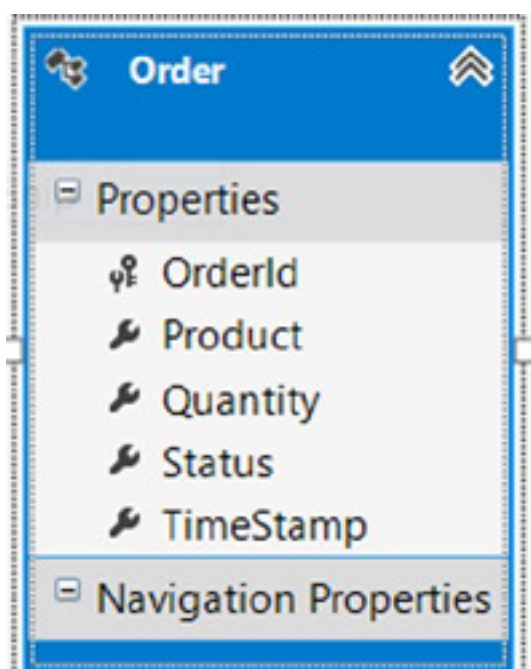 Order
Properties
OrderId
Product
Quantity
Status
TimeStamp
Navigation Properties